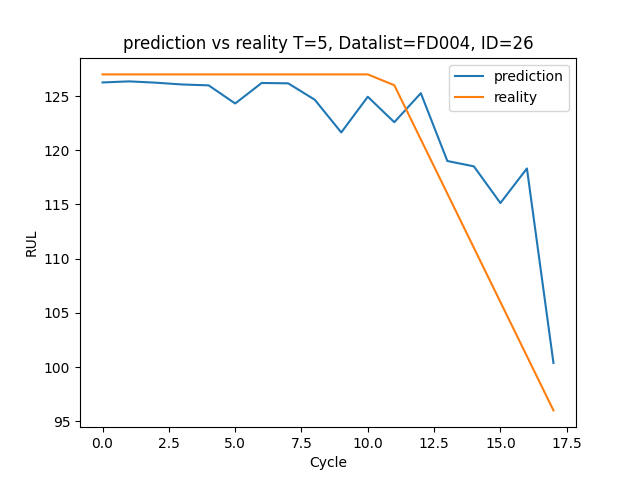 prediction vs reality T=5, Datalist=FD004, ID=26
prediction
reality
RUL
125
120
115
110
105
100
95
0.0 2.5 5.0 7.5 10.0 12.5 15.0 17.5
Cycle